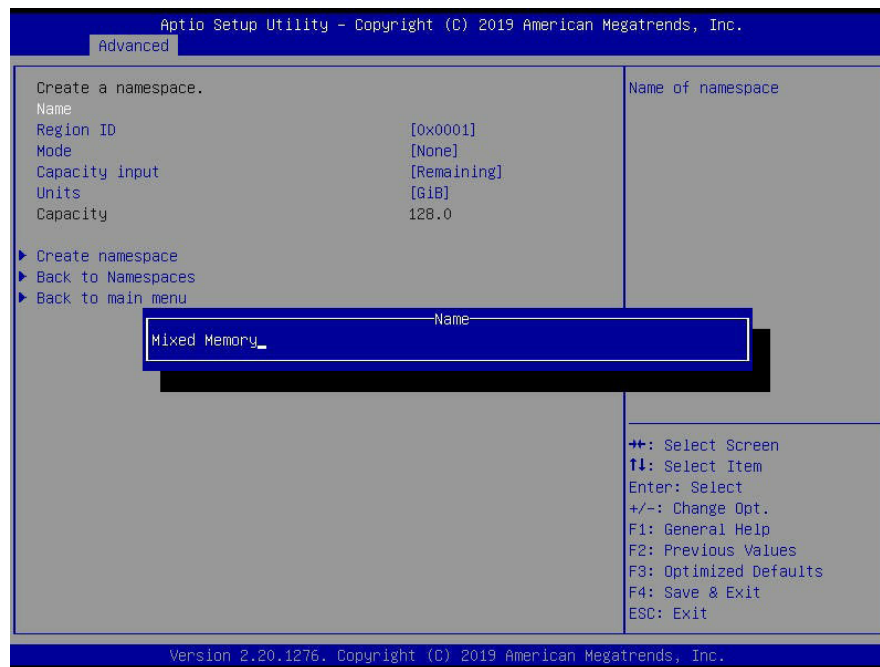 Aptio Setup Utility – Copyright (C) 2019 American Megatrends, Inc.
Advanced
Create a namespace.
Name
Region ID [0x0001]
Mode [None]
Capacity input [Remaining]
Units [GiB]
Capacity 128.0
Create namespace
Back to Namespaces
Back to main menu
Name
Mixed Memory_
Name of namespace
→←: Select Screen
↑↓: Select Item
Enter: Select
+/-: Change Opt.
F1: General Help
F2: Previous Values
F3: Optimized Defaults
F4: Save & Exit
ESC: Exit
Version 2.20.1276. Copyright (C) 2019 American Megatrends, Inc.